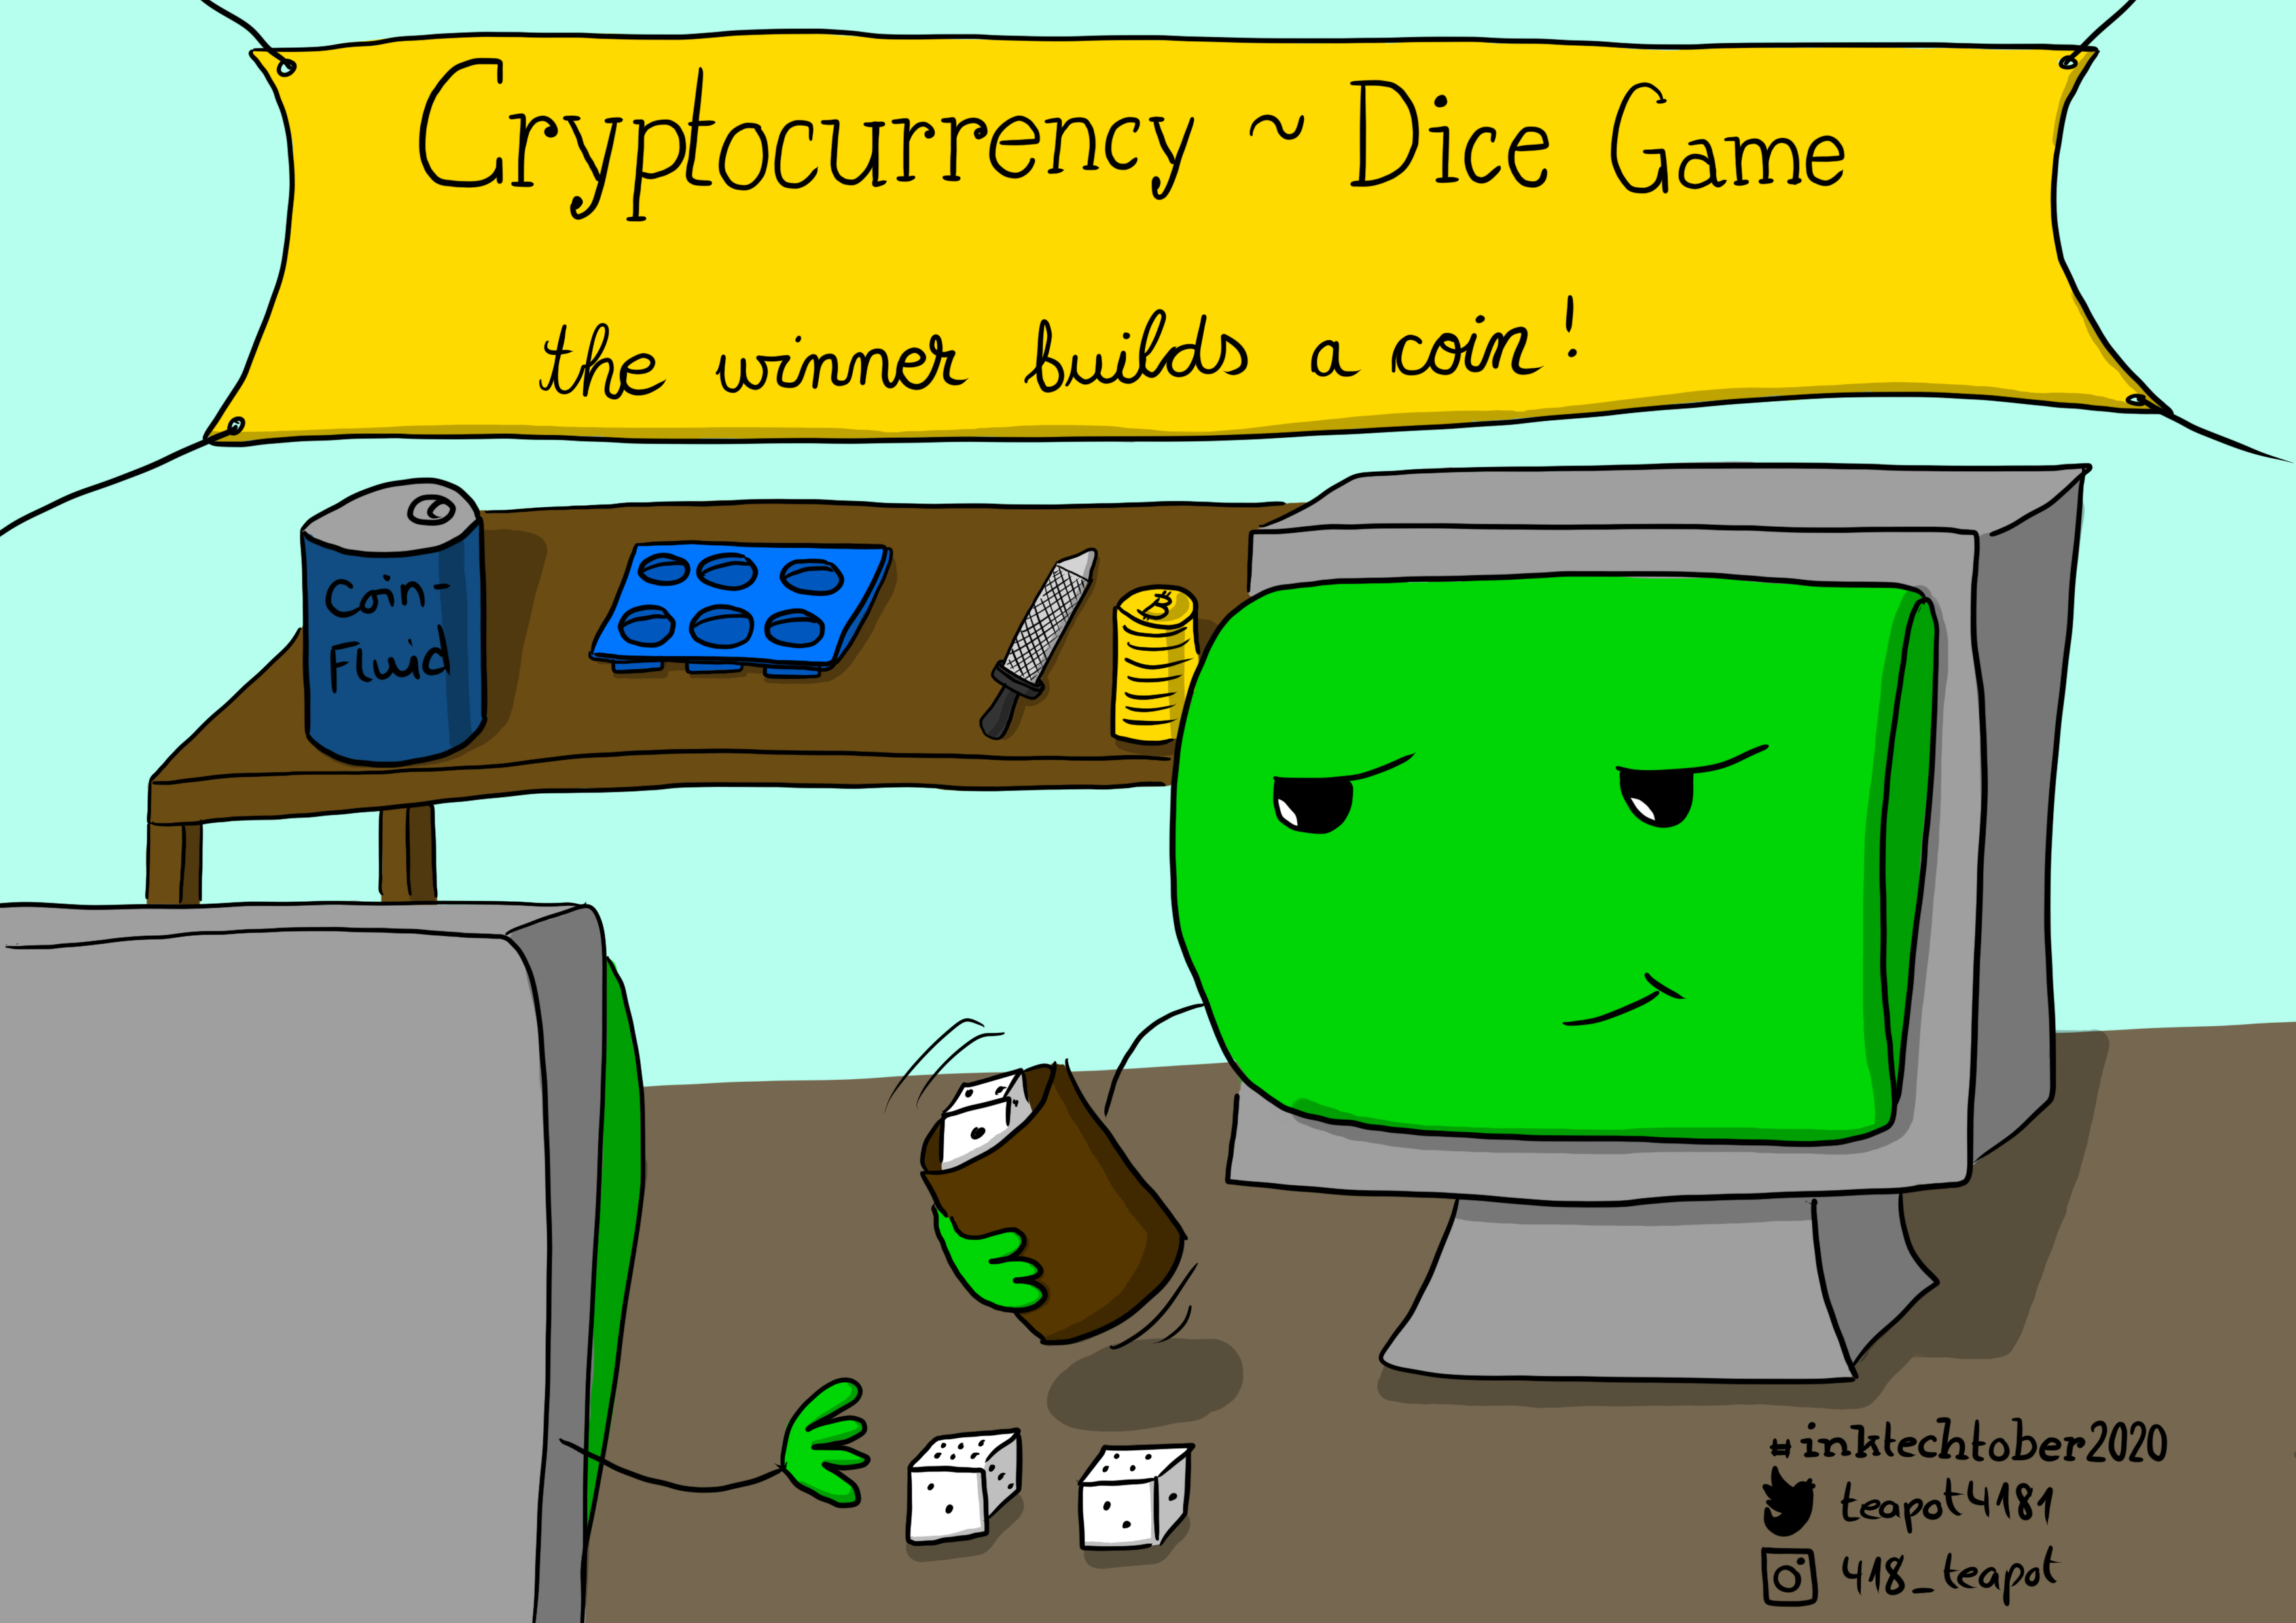 Cryptocurrency ~ Dice Game
the winner builds a coin!
Coin-
Fluid
B
#inktechtober2020
teapot4181
418_teapot